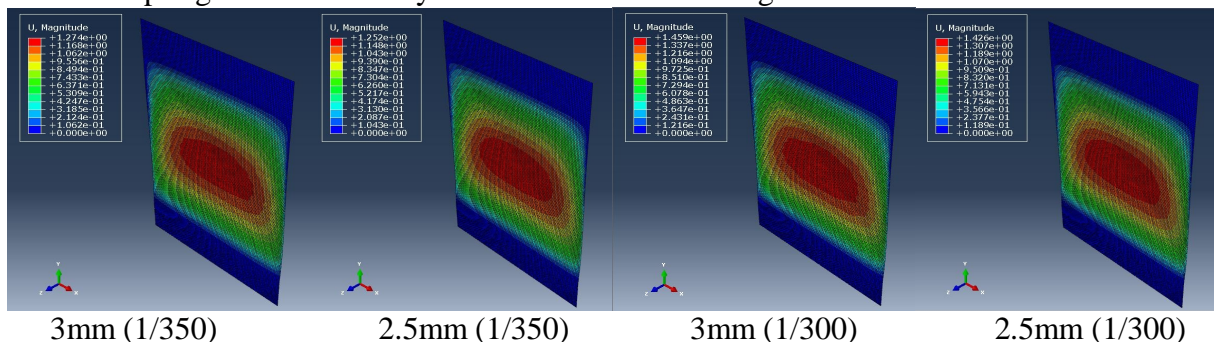 U, Magnitude
+1.274e+00
+1.168e+00
+1.062e+00
+9.556e-01
+8.494e-01
+7.433e-01
+6.371e-01
+5.309e-01
+4.247e-01
+3.185e-01
+2.124e-01
+1.062e-01
+0.000e+00
Y
Z
X
U, Magnitude
+1.252e+00
+1.148e+00
+1.043e+00
+9.390e-01
+8.347e-01
+7.304e-01
+6.260e-01
+5.217e-01
+4.174e-01
+3.130e-01
+2.087e-01
+1.043e-01
+0.000e+00
Y
Z
X
U, Magnitude
+1.459e+00
+1.337e+00
+1.216e+00
+1.094e+00
+9.725e-01
+8.510e-01
+7.294e-01
+6.078e-01
+4.863e-01
+3.647e-01
+2.431e-01
+1.216e-01
+0.000e+00
Y
Z
X
U, Magnitude
+1.426e+00
+1.307e+00
+1.189e+00
+1.070e+00
+9.509e-01
+8.320e-01
+7.131e-01
+5.943e-01
+4.754e-01
+3.566e-01
+2.377e-01
+1.189e-01
+0.000e+00
Y
Z
X
3mm (1/350) 2.5mm (1/350) 3mm (1/300) 2.5mm (1/300)